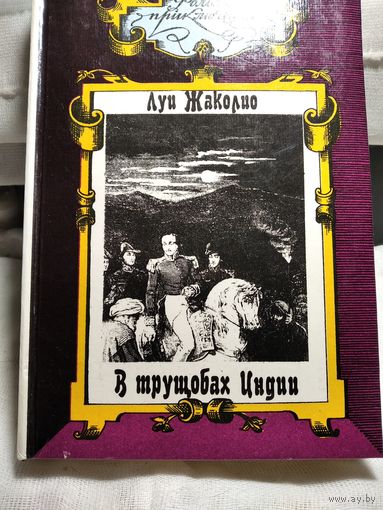 Луи Жаколио
В трущобах Индии
www.ay.by